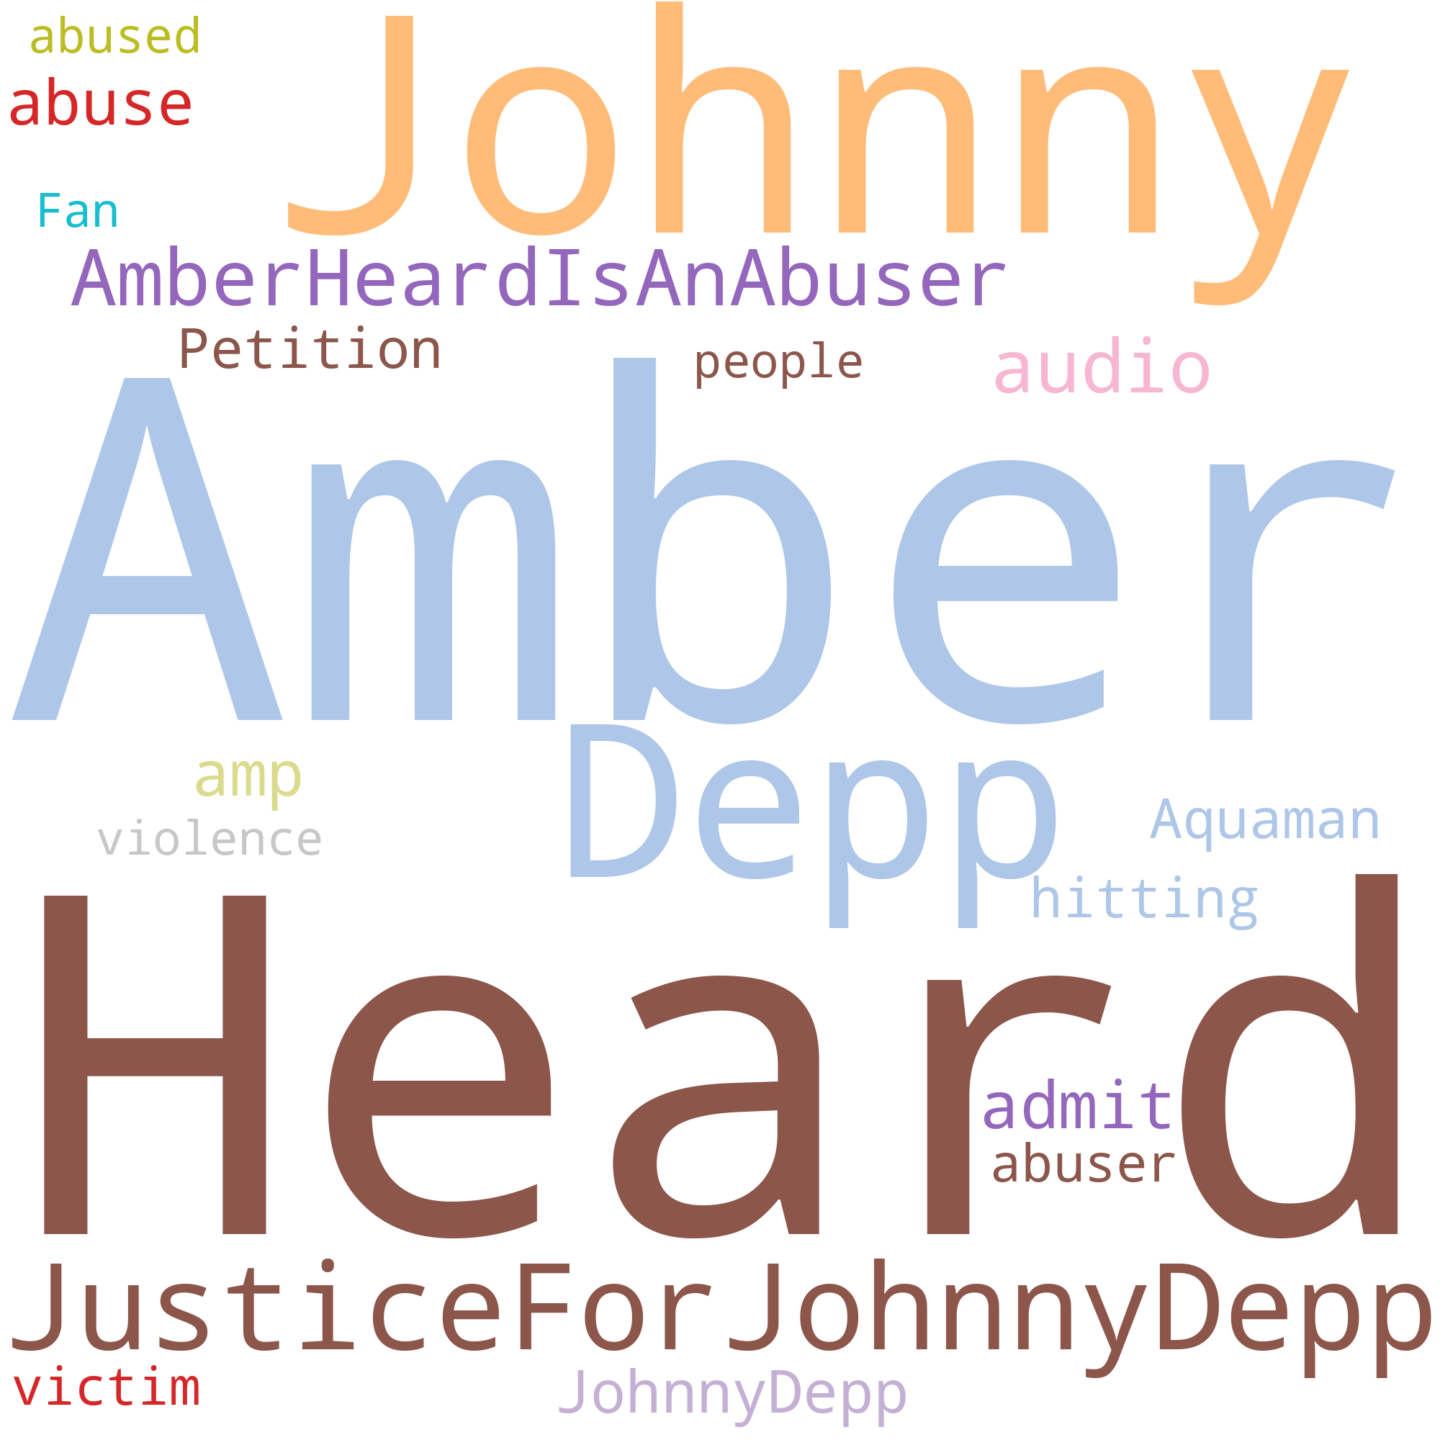 abused
Johnny
abuse
Fan
AmberHeardIsAnAbuser
Petition
people
audio
Amber
amp
Depp
Aquaman
violence
hitting
Heard
admit
abuser
JusticeForJohnnyDepp
victim
JohnnyDepp